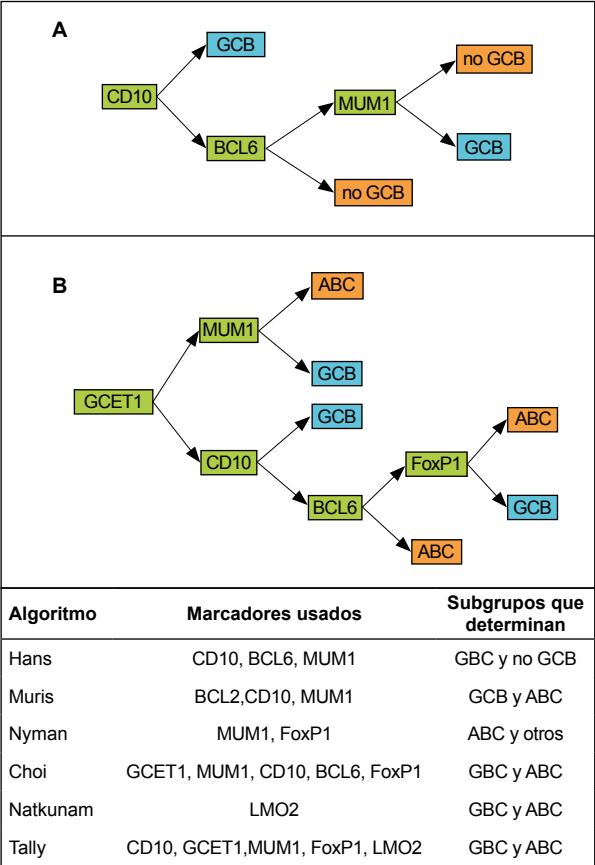 A
GCB
no GCB
CD10
MUM1
BCL6
GCB
no GCB
B
ABC
MUM1
GCB
GCET1
GCB
ABC
CD10
FoxP1
BCL6
GCB
ABC
Algoritmo Marcadores usados Subgrupos que determinan
Hans CD10, BCL6, MUM1 GBC y no GCB
Muris BCL2,CD10, MUM1 GCB y ABC
Nyman MUM1, FoxP1 ABC y otros
Choi GCET1, MUM1, CD10, BCL6, FoxP1 GBC y ABC
Natkunam LMO2 GBC y ABC
Tally CD10, GCET1,MUM1, FoxP1, LMO2 GBC y ABC